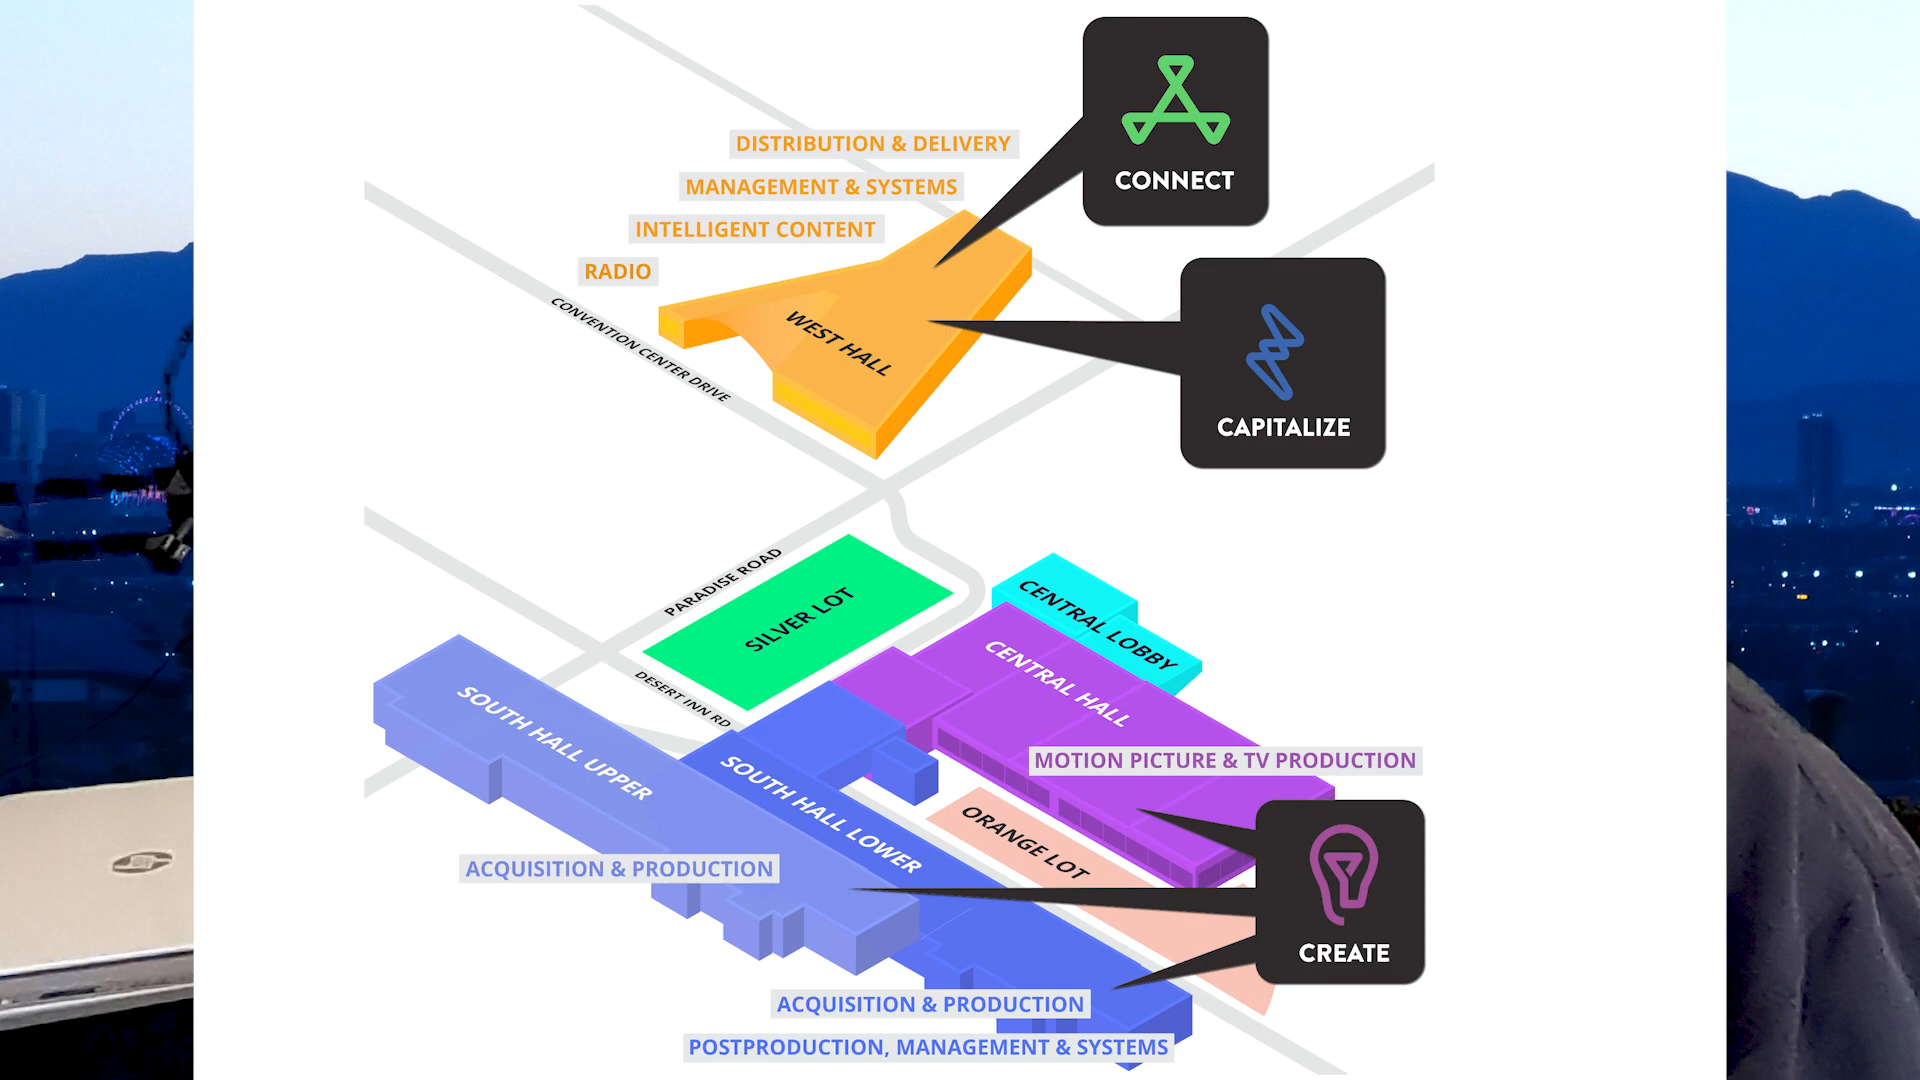 CONNECT
DISTRIBUTION & DELIVERY
MANAGEMENT & SYSTEMS
INTELLIGENT CONTENT
RADIO
CONVENTION CENTER DRIVE
WEST HALL
CAPITALIZE
PARADISE ROAD
SILVER LOT
CENTRAL LOBBY
CENTRAL HALL
DESERT INN RD
SOUTH HALL UPPER
SOUTH HALL LOWER
MOTION PICTURE & TV PRODUCTION
ORANGE LOT
ACQUISITION & PRODUCTION
CREATE
ACQUISITION & PRODUCTION
POSTPRODUCTION, MANAGEMENT & SYSTEMS